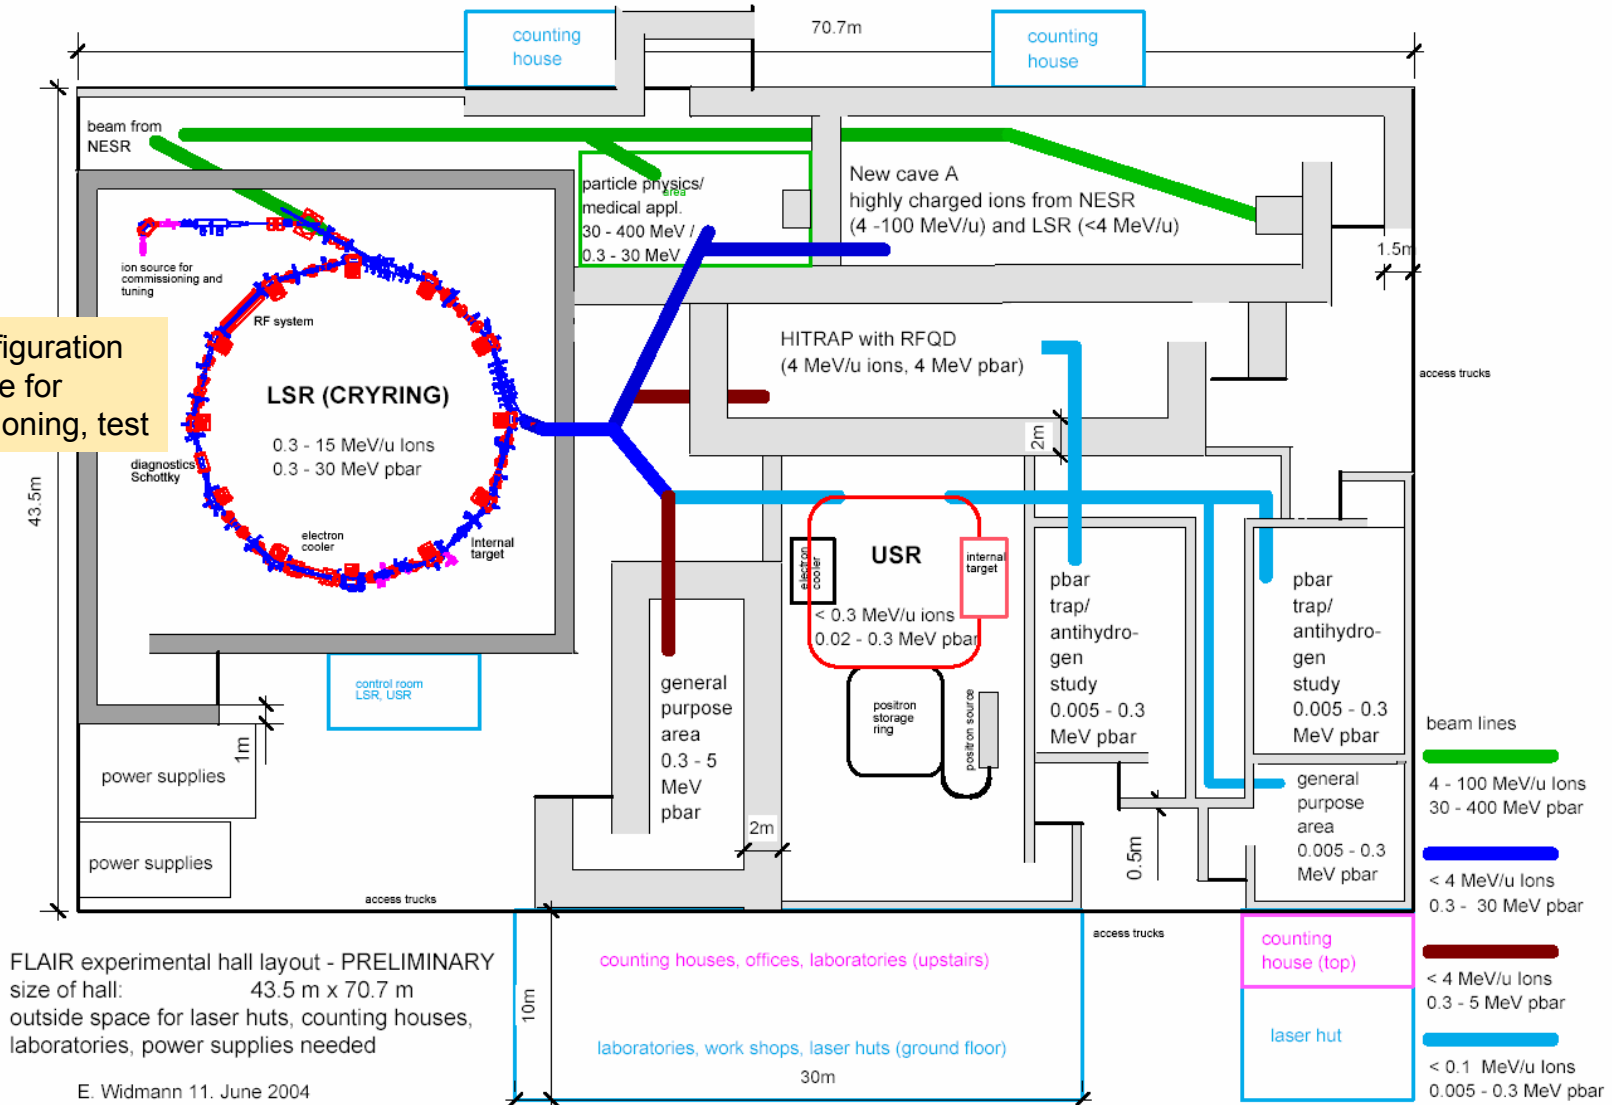 counting
house
70.7m
counting
house
beam from
NESR
particle physics/
area
medical appl.
30 - 400 MeV /
0.3 - 30 MeV
New cave A
highly charged ions from NESR
(4 -100 MeV/u) and LSR (<4 MeV/u)
1.5m
ion source for
commissioning and
tuning
RF system
figuration
e for
oning, test
HITRAP with RFQD
(4 MeV/u ions, 4 MeV pbar)
access trucks
LSR (CRYRING)
0.3 - 15 MeV/u Ions
0.3 - 30 MeV pbar
2m
diagnostics
Schottky
43.5m
electron
cooler
Internal
target
electron
cooler
USR
internal
target
< 0.3 MeV/u ions
0.02 - 0.3 MeV pbar
pbar
trap/
antihydro-
gen
study
0.005 - 0.3
MeV pbar
pbar
trap/
antihydro-
gen
study
0.005 - 0.3
MeV pbar
control room
LSR, USR
general
purpose
area
0.3 - 5
MeV
pbar
positron
storage
ring
positron source
1m
power supplies
power supplies
2m
0.5m
general
purpose
area
0.005 - 0.3
MeV pbar
beam lines
4 - 100 MeV/u Ions
30 - 400 MeV pbar
< 4 MeV/u Ions
0.3 - 30 MeV pbar
< 4 MeV/u Ions
0.3 - 5 MeV pbar
< 0.1 MeV/u Ions
0.005 - 0.3 MeV pbar
access trucks
access trucks
counting
house (top)
laser hut
counting houses, offices, laboratories (upstairs)
10m
laboratories, work shops, laser huts (ground floor)
30m
FLAIR experimental hall layout - PRELIMINARY
size of hall: 43.5 m x 70.7 m
outside space for laser huts, counting houses,
laboratories, power supplies needed
E. Widmann 11. June 2004